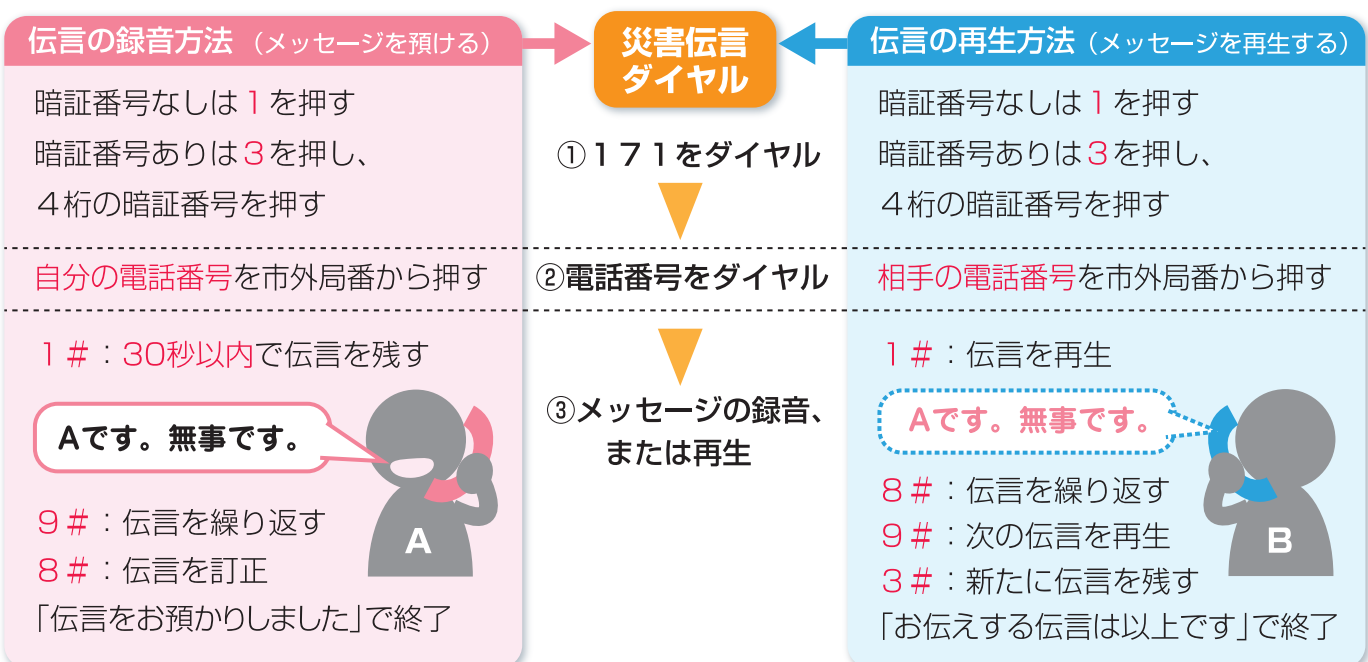 伝言の録音方法（メッセージを預ける）
暗証番号なしは1を押す
暗証番号ありは3を押し、
4桁の暗証番号を押す
自分の電話番号を市外局番から押す
1＃：30秒以内で伝言を残す
Aです。無事です。
A
9＃：伝言を繰り返す
8＃：伝言を訂正
「伝言をお預かりしました」で終了
災害伝言
ダイヤル
①171をダイヤル
②電話番号をダイヤル
③メッセージの録音、
または再生
伝言の再生方法（メッセージを再生する）
暗証番号なしは1を押す
暗証番号ありは3を押し、
4桁の暗証番号を押す
相手の電話番号を市外局番から押す
1＃：伝言を再生
Aです。無事です。
B
8＃：伝言を繰り返す
9＃：次の伝言を再生
3＃：新たに伝言を残す
「お伝えする伝言は以上です」で終了